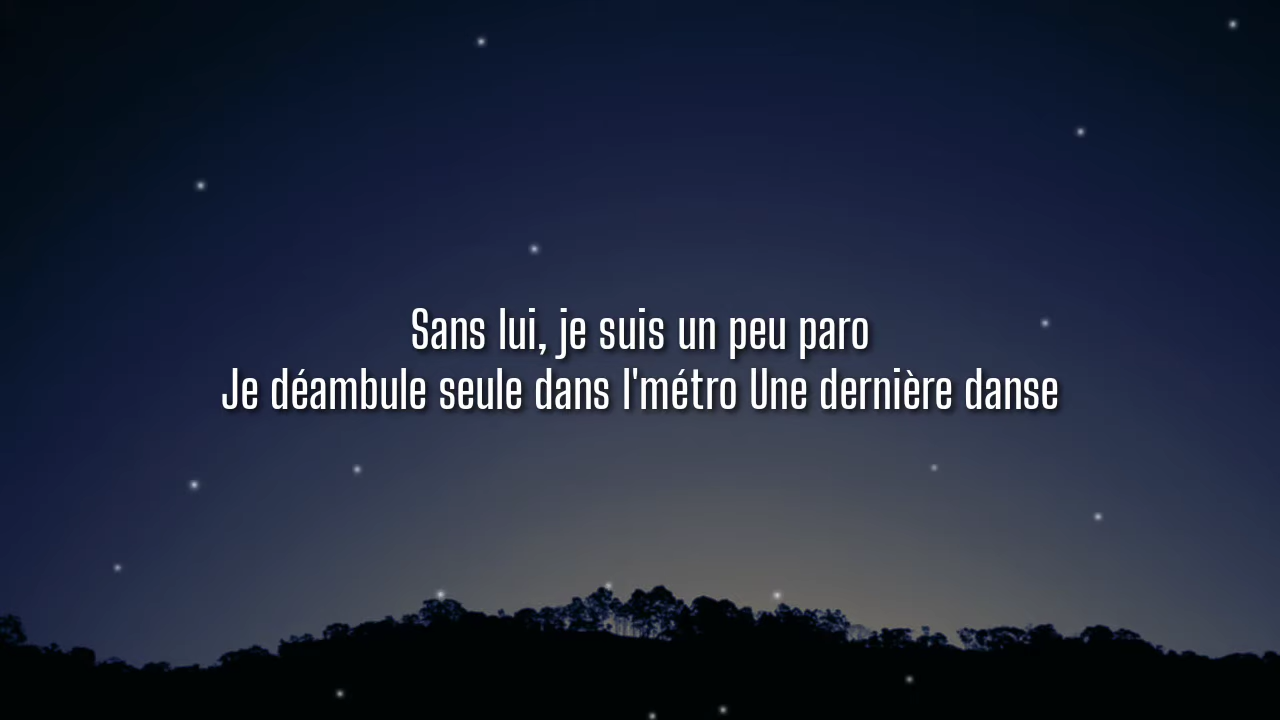 Sans lui, je suis un peu paro
Je déambule seule dans l'métro Une dernière danse